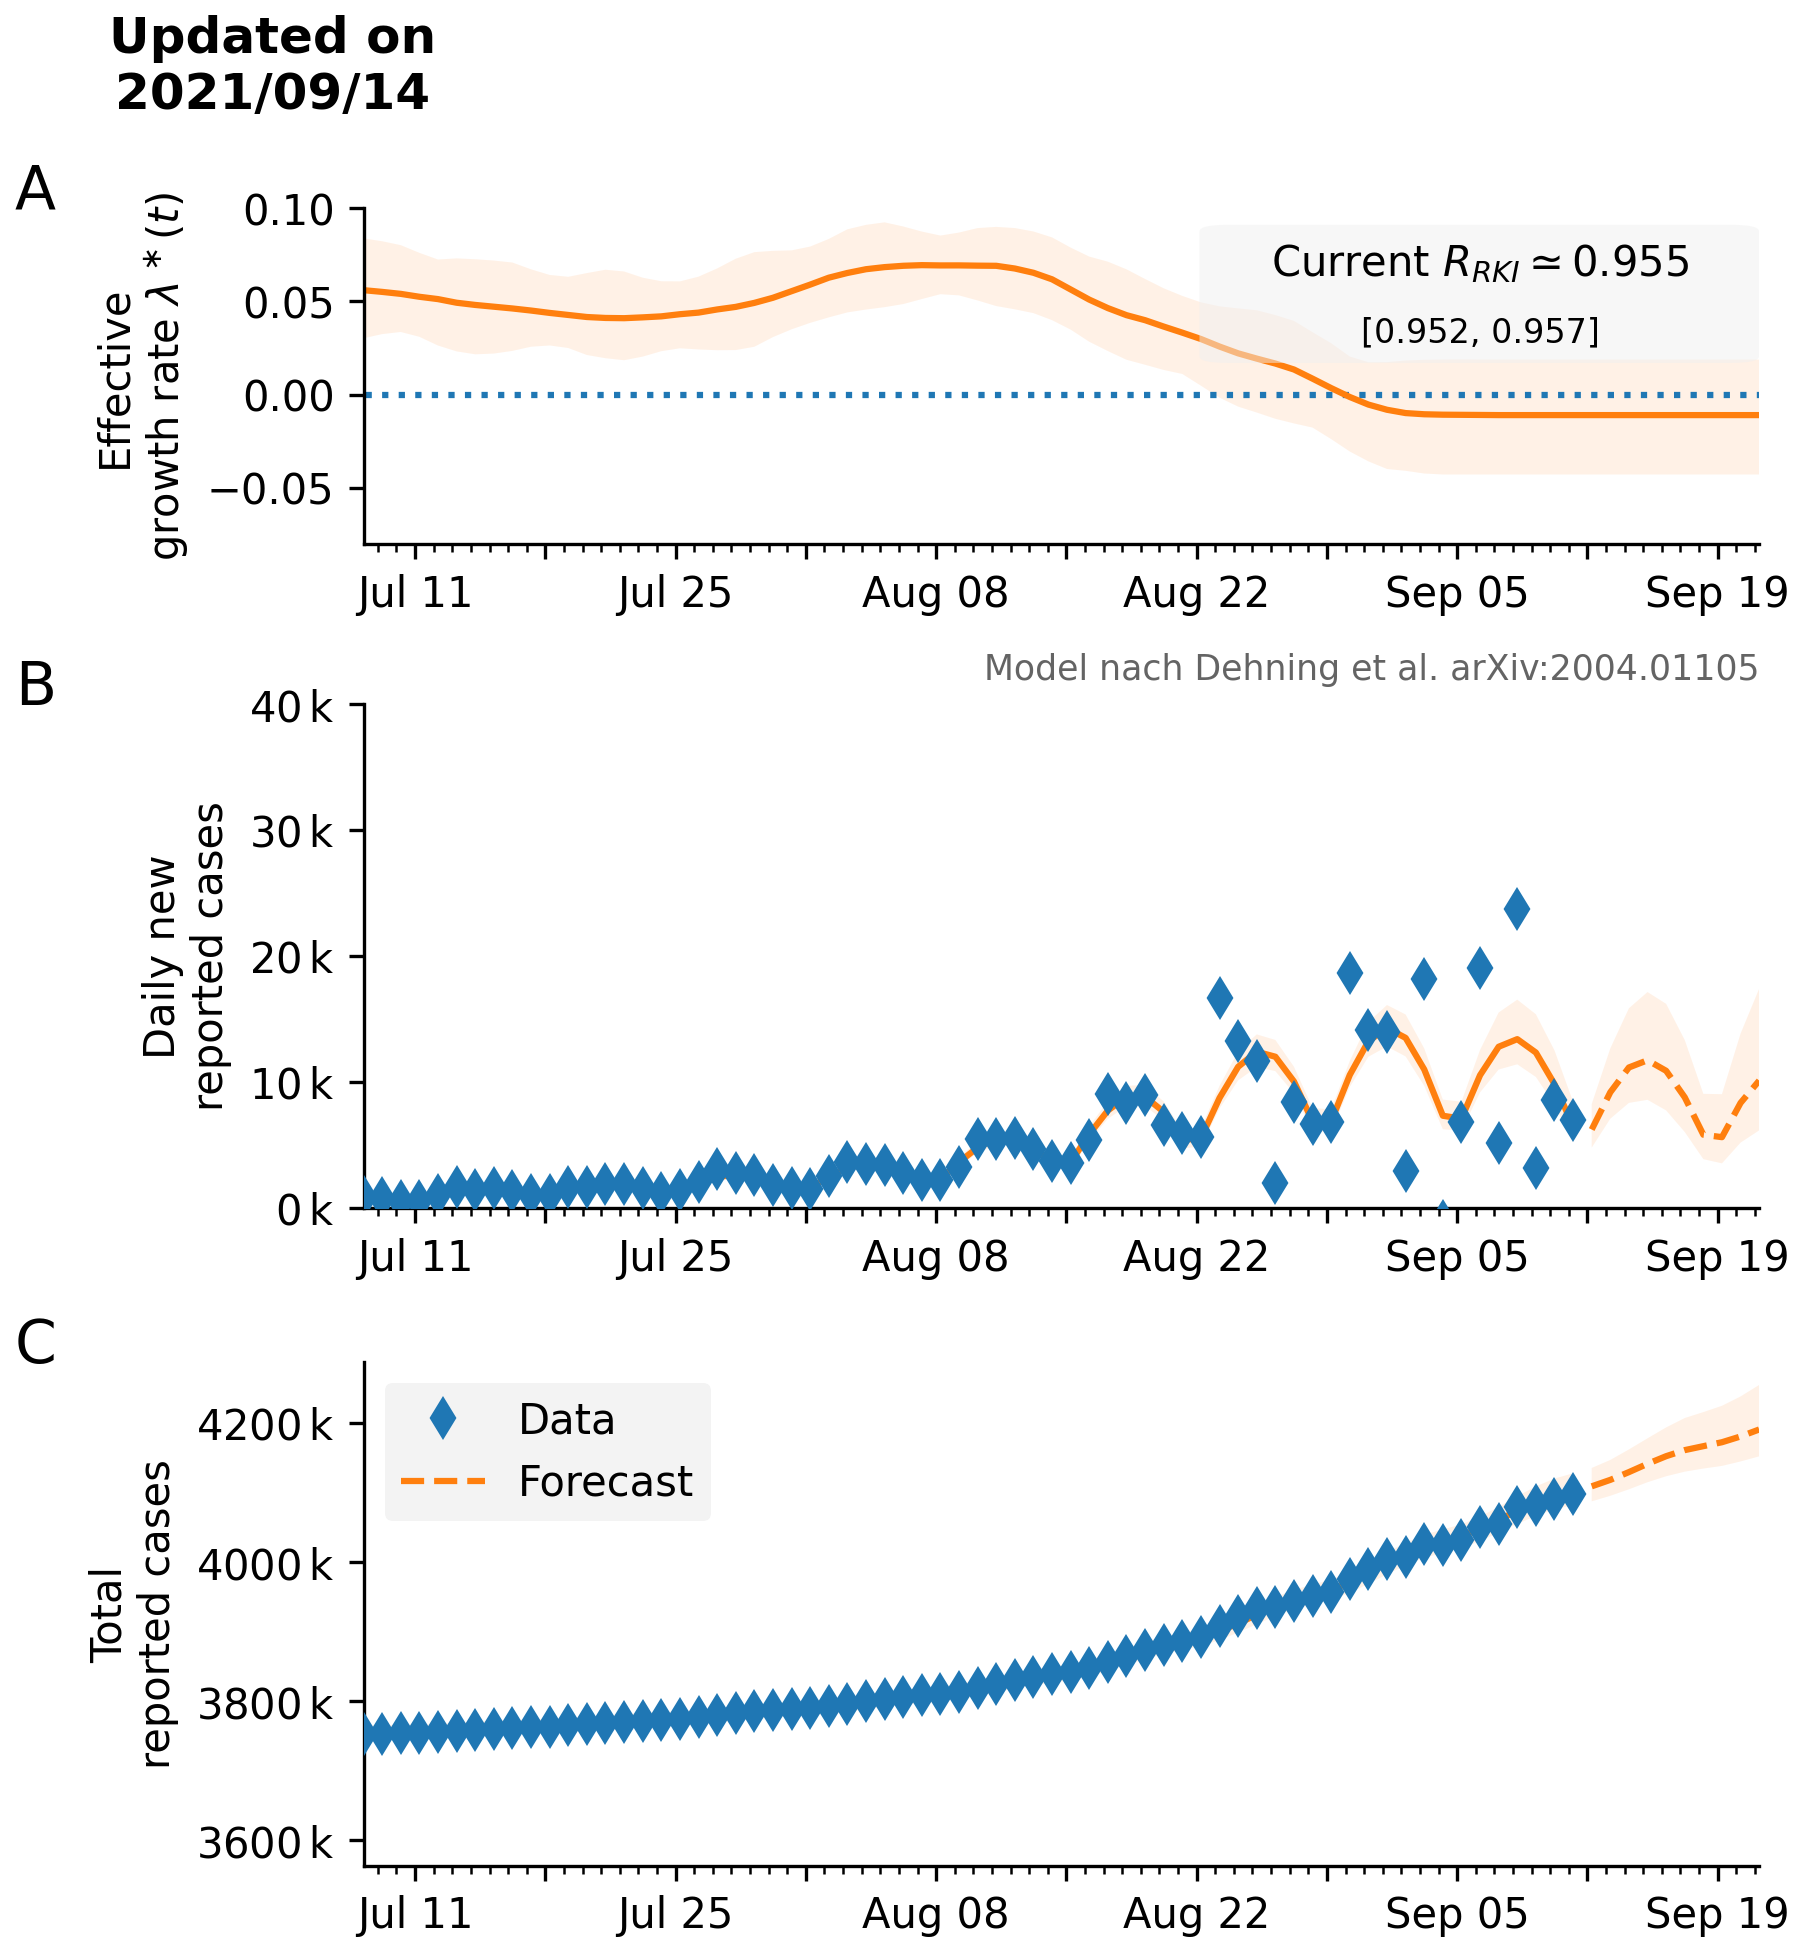 Updated on
2021/09/14
A
Effective
growth rate λ * (t)
0.10
0.05
0.00
−0.05
Current R_RKI ≃ 0.955
[0.952, 0.957]
Jul 11 Jul 25 Aug 08 Aug 22 Sep 05 Sep 19
Model nach Dehning et al. arXiv:2004.01105
B
Daily new
reported cases
40 k
30 k
20 k
10 k
0 k
Jul 11 Jul 25 Aug 08 Aug 22 Sep 05 Sep 19
C
Total
reported cases
4200 k
4000 k
3800 k
3600 k
Data
Forecast
Jul 11 Jul 25 Aug 08 Aug 22 Sep 05 Sep 19